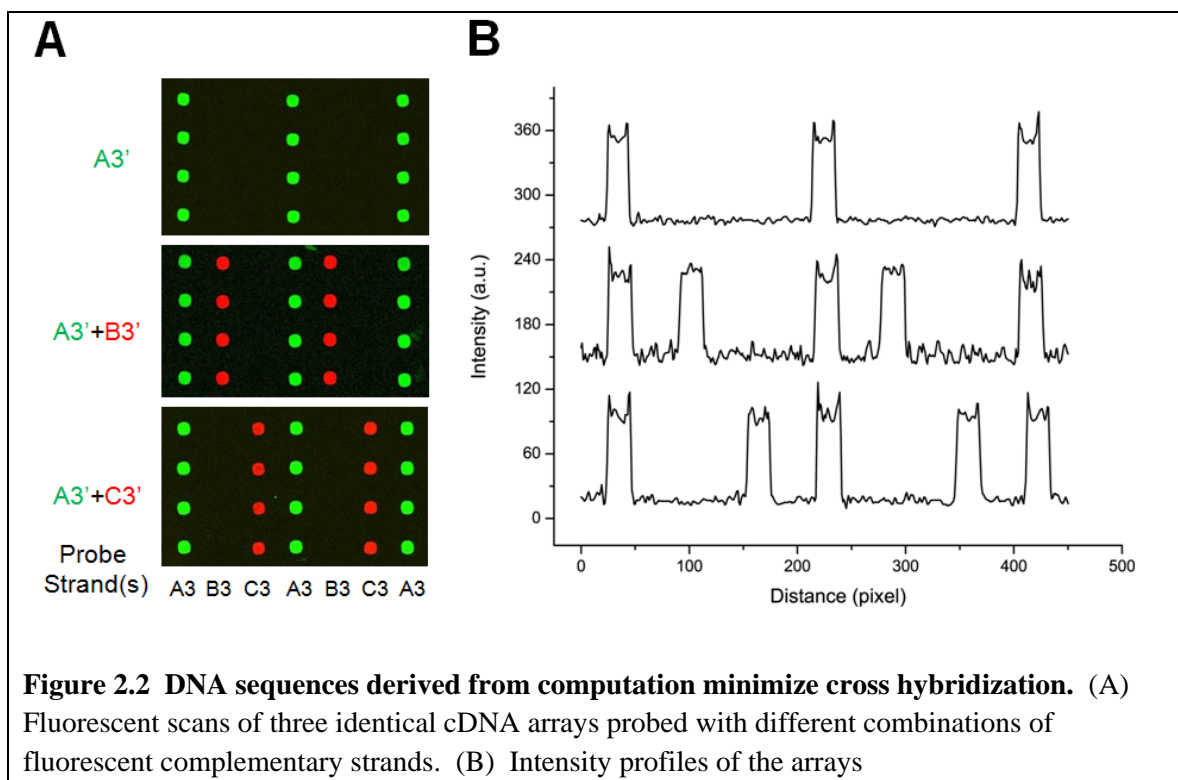 A
B
A3’
A3’+B3’
A3’+C3’
Probe
Strand(s)
A3 B3 C3 A3 B3 C3 A3
360
300
240
180
120
60
0
Intensity (a.u.)
0 100 200 300 400 500
Distance (pixel)
Figure 2.2 DNA sequences derived from computation minimize cross hybridization. (A)
Fluorescent scans of three identical cDNA arrays probed with different combinations of
fluorescent complementary strands. (B) Intensity profiles of the arrays